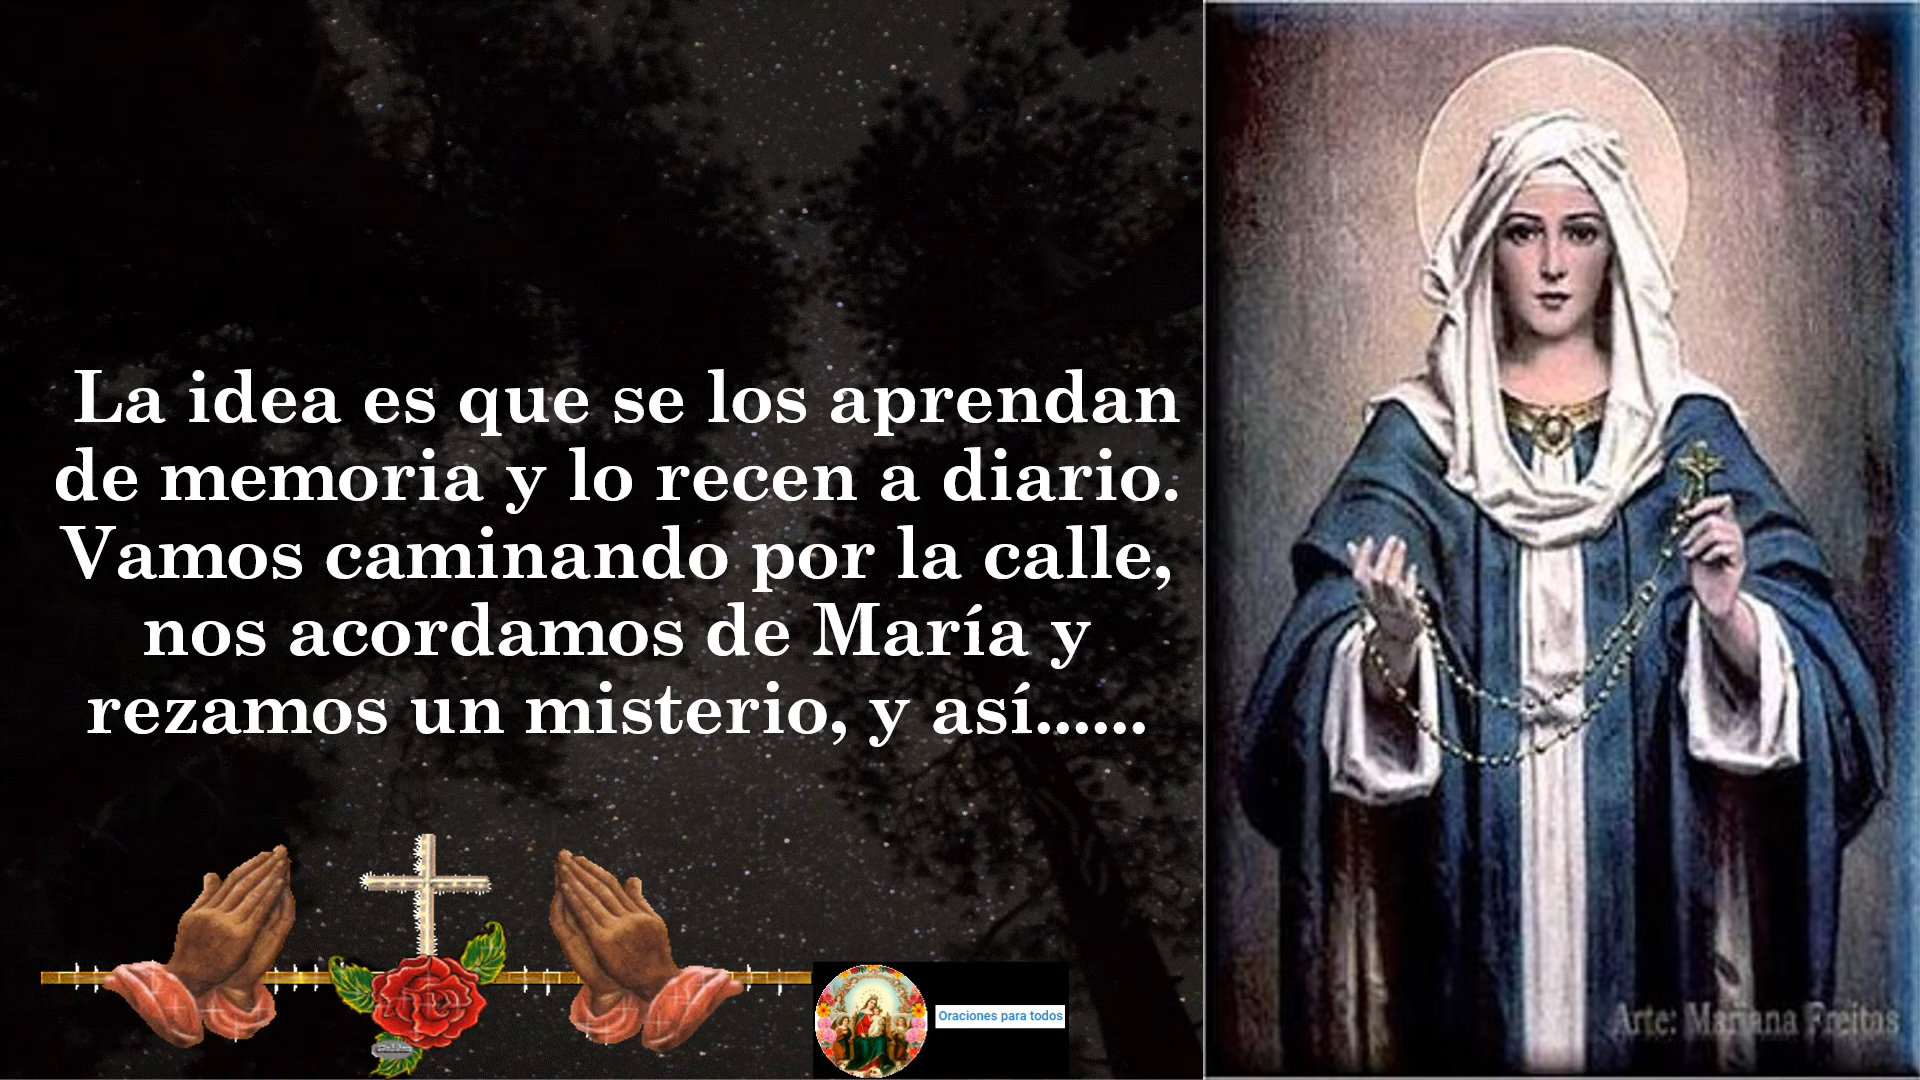 La idea es que se los aprendan
de memoria y lo recen a diario.
Vamos caminando por la calle,
nos acordamos de María y
rezamos un misterio, y así......
Oraciones para todos
Arte: Mariana Freitas